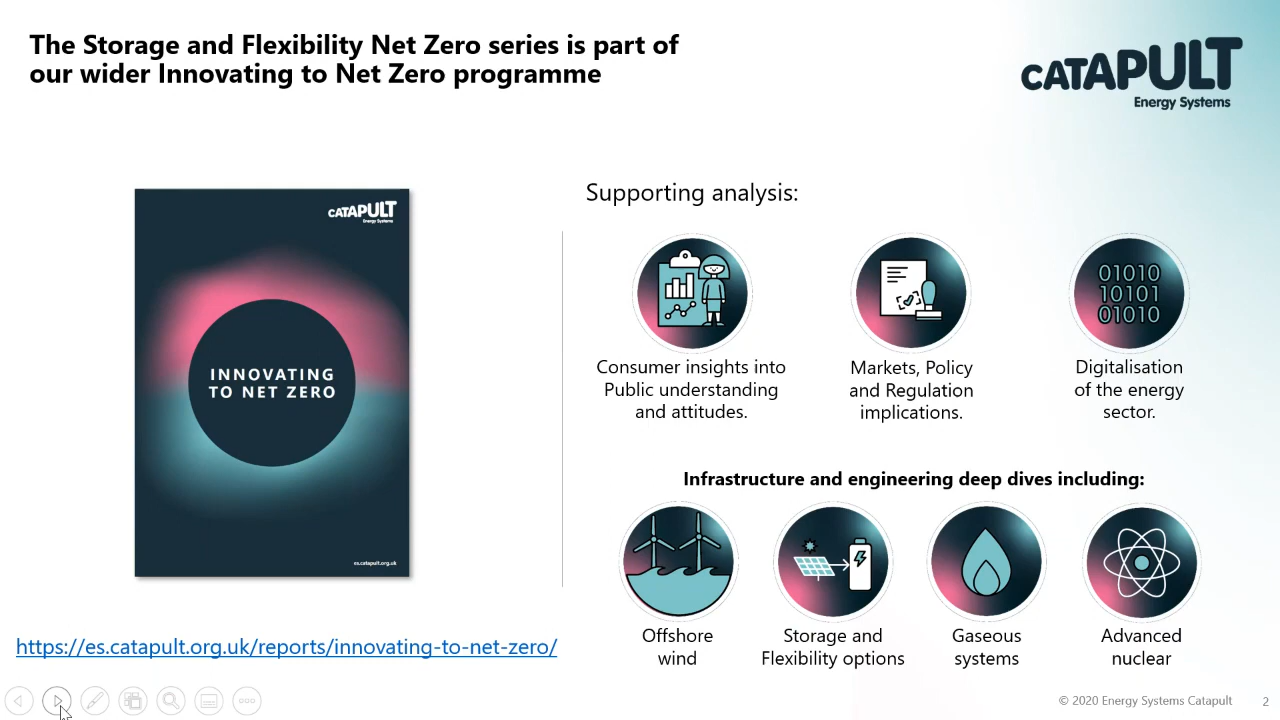 The Storage and Flexibility Net Zero series is part of
our wider Innovating to Net Zero programme
CATAPULT
Energy Systems
CATAPULT
Energy Systems
INNOVATING
TO NET ZERO
es.catapult.org.uk
https://es.catapult.org.uk/reports/innovating-to-net-zero/
Supporting analysis:
Consumer insights into
Public understanding
and attitudes.
Markets, Policy
and Regulation
implications.
01010
10101
01010
Digitalisation
of the energy
sector.
Infrastructure and engineering deep dives including:
Offshore
wind
Storage and
Flexibility options
Gaseous
systems
Advanced
nuclear
© 2020 Energy Systems Catapult
2